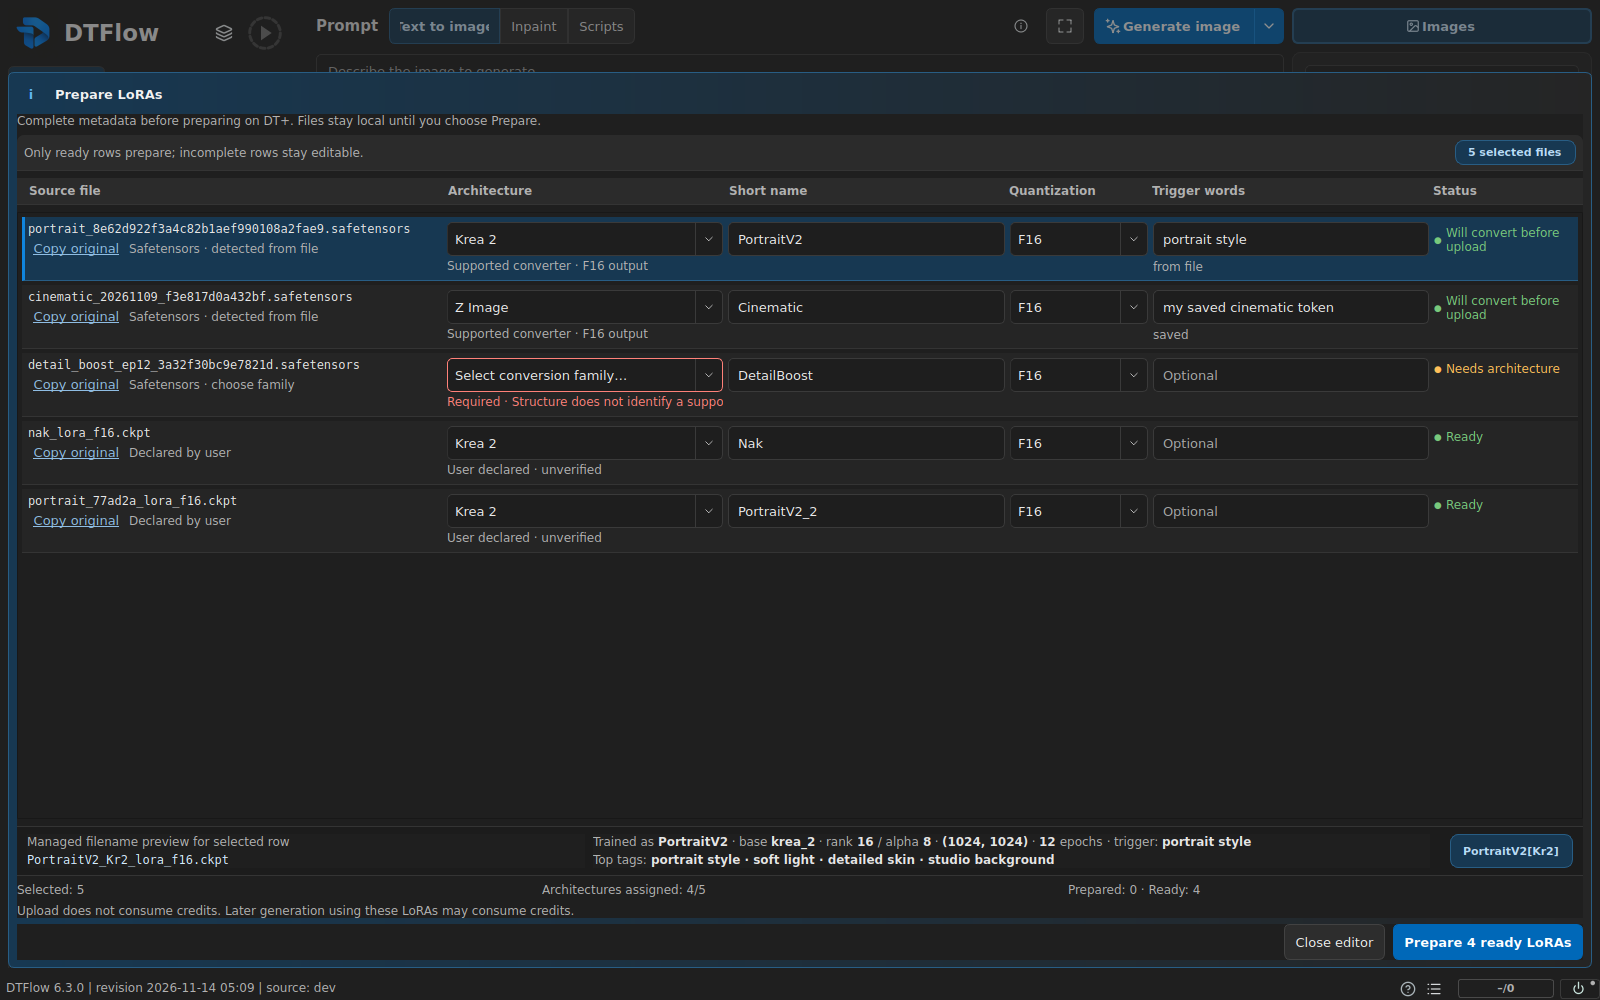 DTFlow
Prompt
Text to image
Inpaint
Scripts
Generate image
Images
Describe the image to generate
i Prepare LoRAs
Complete metadata before preparing on DT+. Files stay local until you choose Prepare.
Only ready rows prepare; incomplete rows stay editable.
5 selected files
Source file Architecture Short name Quantization Trigger words Status
portrait_8e62d922f3a4c82b1aef990108a2fae9.safetensors
Copy original Safetensors · detected from file
Krea 2
Supported converter · F16 output
PortraitV2
F16
portrait style
from file
Will convert before
upload
cinematic_20261109_f3e817d0a432bf.safetensors
Copy original Safetensors · detected from file
Z Image
Supported converter · F16 output
Cinematic
F16
my saved cinematic token
saved
Will convert before
upload
detail_boost_ep12_3a32f30bc9e7821d.safetensors
Copy original Safetensors · choose family
Select conversion family...
Required · Structure does not identify a suppo
DetailBoost
F16
Optional
Needs architecture
nak_lora_f16.ckpt
Copy original Declared by user
Krea 2
User declared · unverified
Nak
F16
Optional
Ready
portrait_77ad2a_lora_f16.ckpt
Copy original Declared by user
Krea 2
User declared · unverified
PortraitV2_2
F16
Optional
Ready
Managed filename preview for selected row
PortraitV2_Kr2_lora_f16.ckpt
Trained as PortraitV2 · base krea_2 · rank 16 / alpha 8 · (1024, 1024) · 12 epochs · trigger: portrait style
Top tags: portrait style · soft light · detailed skin · studio background
PortraitV2[Kr2]
Selected: 5
Architectures assigned: 4/5
Prepared: 0 · Ready: 4
Upload does not consume credits. Later generation using these LoRAs may consume credits.
Close editor
Prepare 4 ready LoRAs
DTFlow 6.3.0 | revision 2026-11-14 05:09 | source: dev
–/0